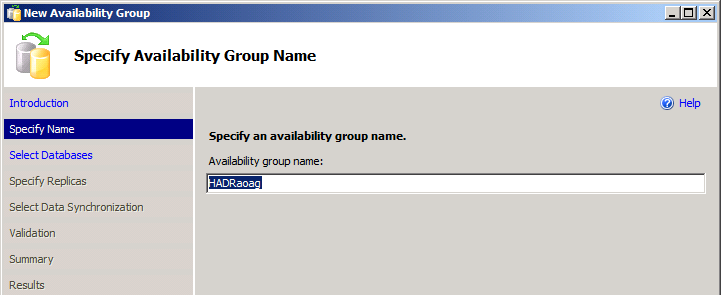 New Availability Group
Specify Availability Group Name
Introduction
Specify Name
Select Databases
Specify Replicas
Select Data Synchronization
Validation
Summary
Results
Help
Specify an availability group name.
Availability group name:
HADRaoag